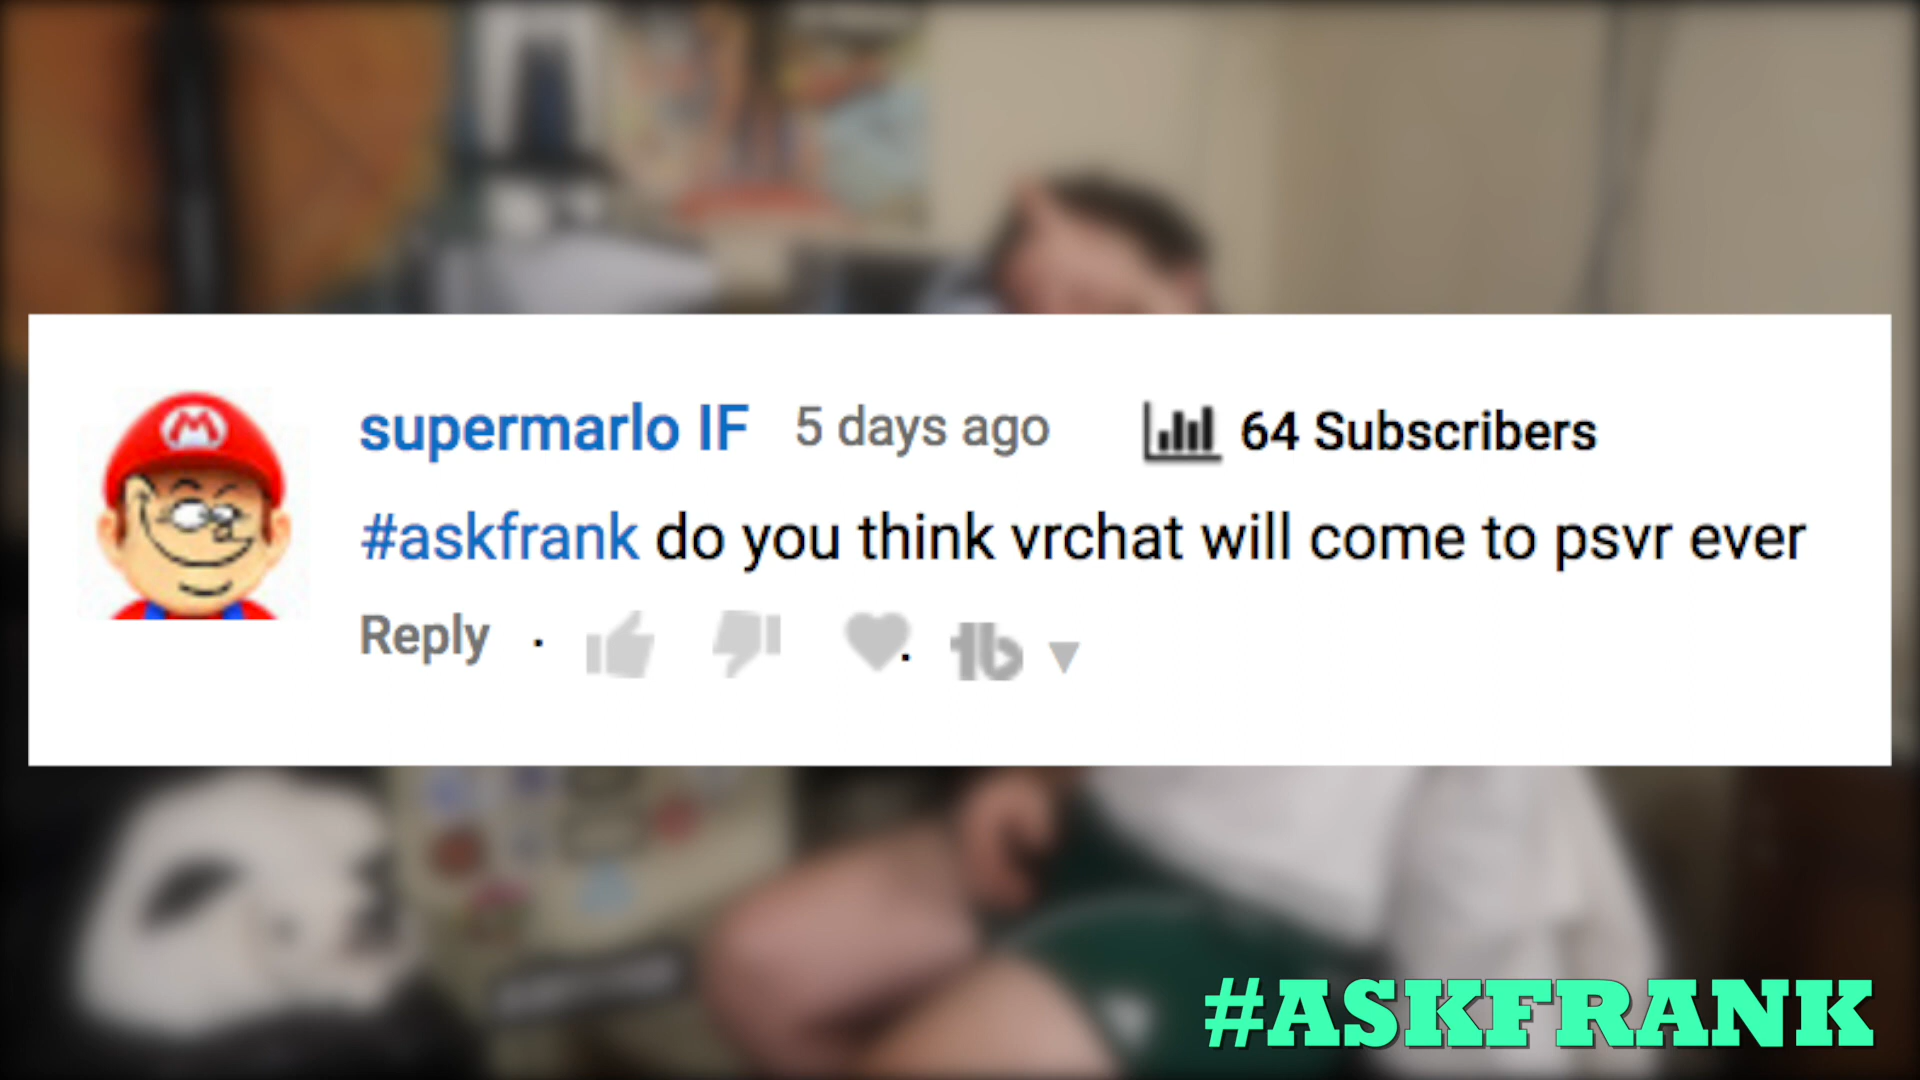 supermarlo IF 5 days ago 64 Subscribers
#askfrank do you think vrchat will come to psvr ever
Reply
#ASKFRANK